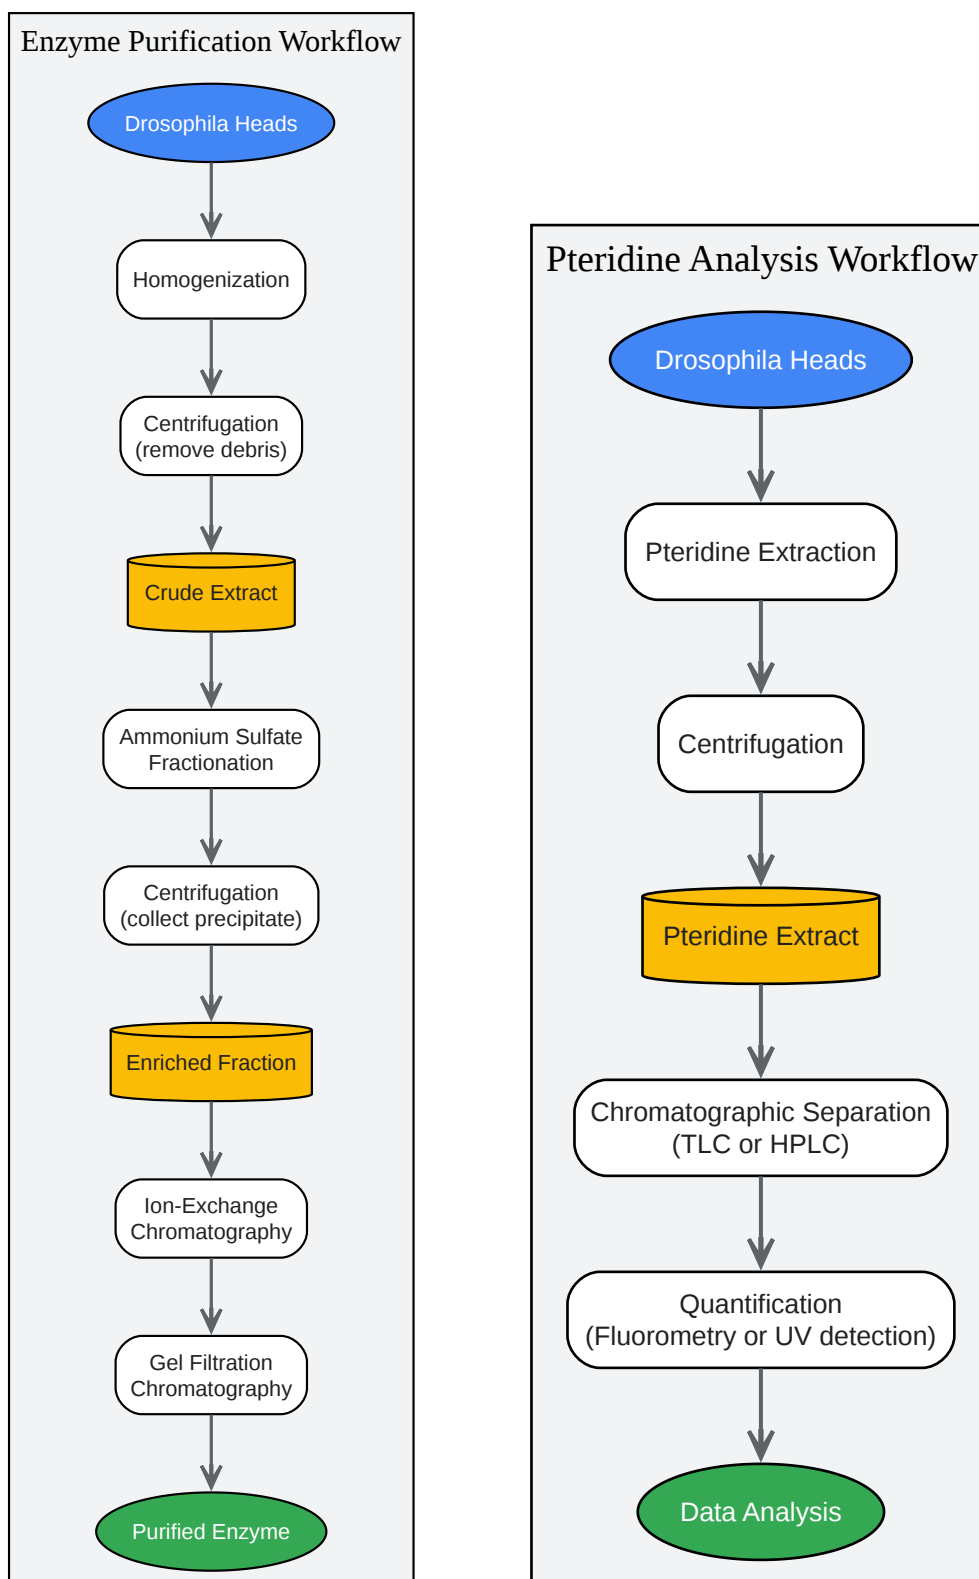 Enzyme Purification Workflow
Drosophila Heads
Homogenization
Centrifugation
(remove debris)
Crude Extract
Ammonium Sulfate
Fractionation
Centrifugation
(collect precipitate)
Enriched Fraction
Ion-Exchange
Chromatography
Gel Filtration
Chromatography
Purified Enzyme
Pteridine Analysis Workflow
Drosophila Heads
Pteridine Extraction
Centrifugation
Pteridine Extract
Chromatographic Separation
(TLC or HPLC)
Quantification
(Fluorometry or UV detection)
Data Analysis